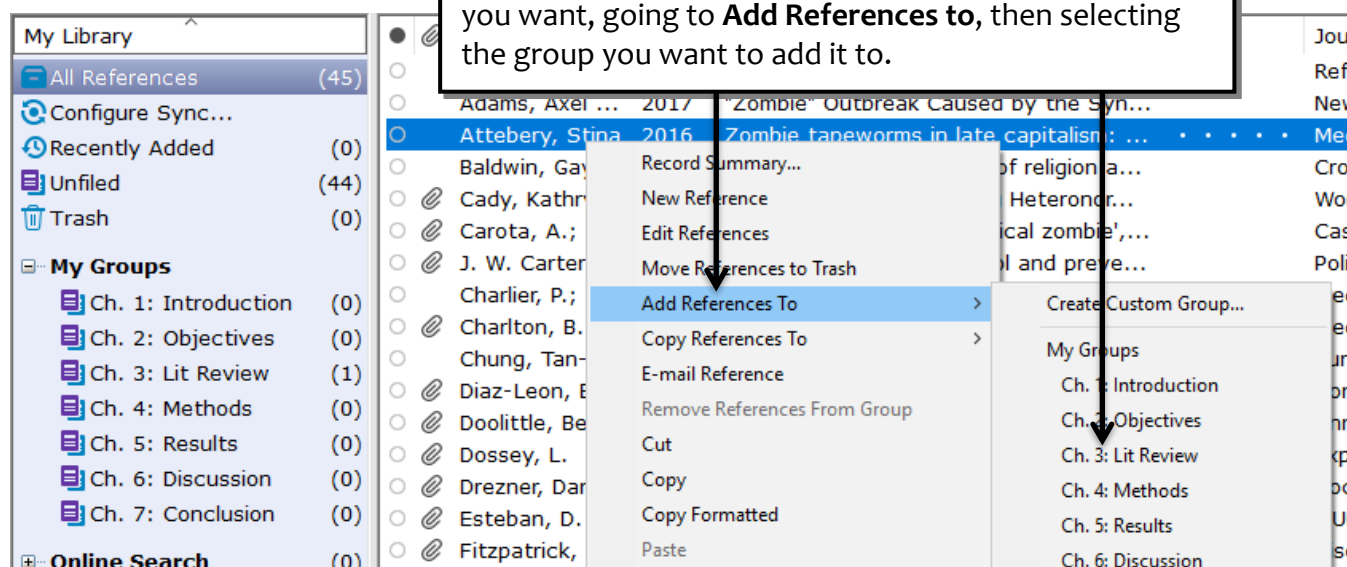 you want, going to Add References to, then selecting
the group you want to add it to.
My Library
All References (45)
Configure Sync...
Recently Added (0)
Unfiled (44)
Trash (0)
My Groups
Ch. 1: Introduction (0)
Ch. 2: Objectives (0)
Ch. 3: Lit Review (1)
Ch. 4: Methods (0)
Ch. 5: Results (0)
Ch. 6: Discussion (0)
Ch. 7: Conclusion (0)
Online Search (0)
Adams, Axel ... 2017 "Zombie" Outbreak Caused by the Syn...
Attebery, Stina 2016 Zombie tapeworms in late capitalism: ...
Baldwin, Gay of religion a...
Cady, Kathr Heteronor...
Carota, A.; ical zombie',...
J. W. Carter ol and preve...
Charlier, P.;
Charlton, B.
Chung, Tan-
Diaz-Leon, E
Doolittle, Be
Dossey, L.
Drezner, Dan
Esteban, D.
Fitzpatrick,
Record Summary...
New Reference
Edit References
Move References to Trash
Add References To
Copy References To
E-mail Reference
Remove References From Group
Cut
Copy
Copy Formatted
Paste
Create Custom Group...
My Groups
Ch. 1: Introduction
Ch. 2: Objectives
Ch. 3: Lit Review
Ch. 4: Methods
Ch. 5: Results
Ch. 6: Discussion
Jou
Ref
New
Me
Cro
Wo
Cas
Poli